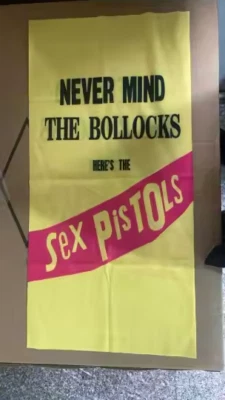 NEVER MIND
THE BOLLOCKS
HERE'S THE
Sex PisTOLs